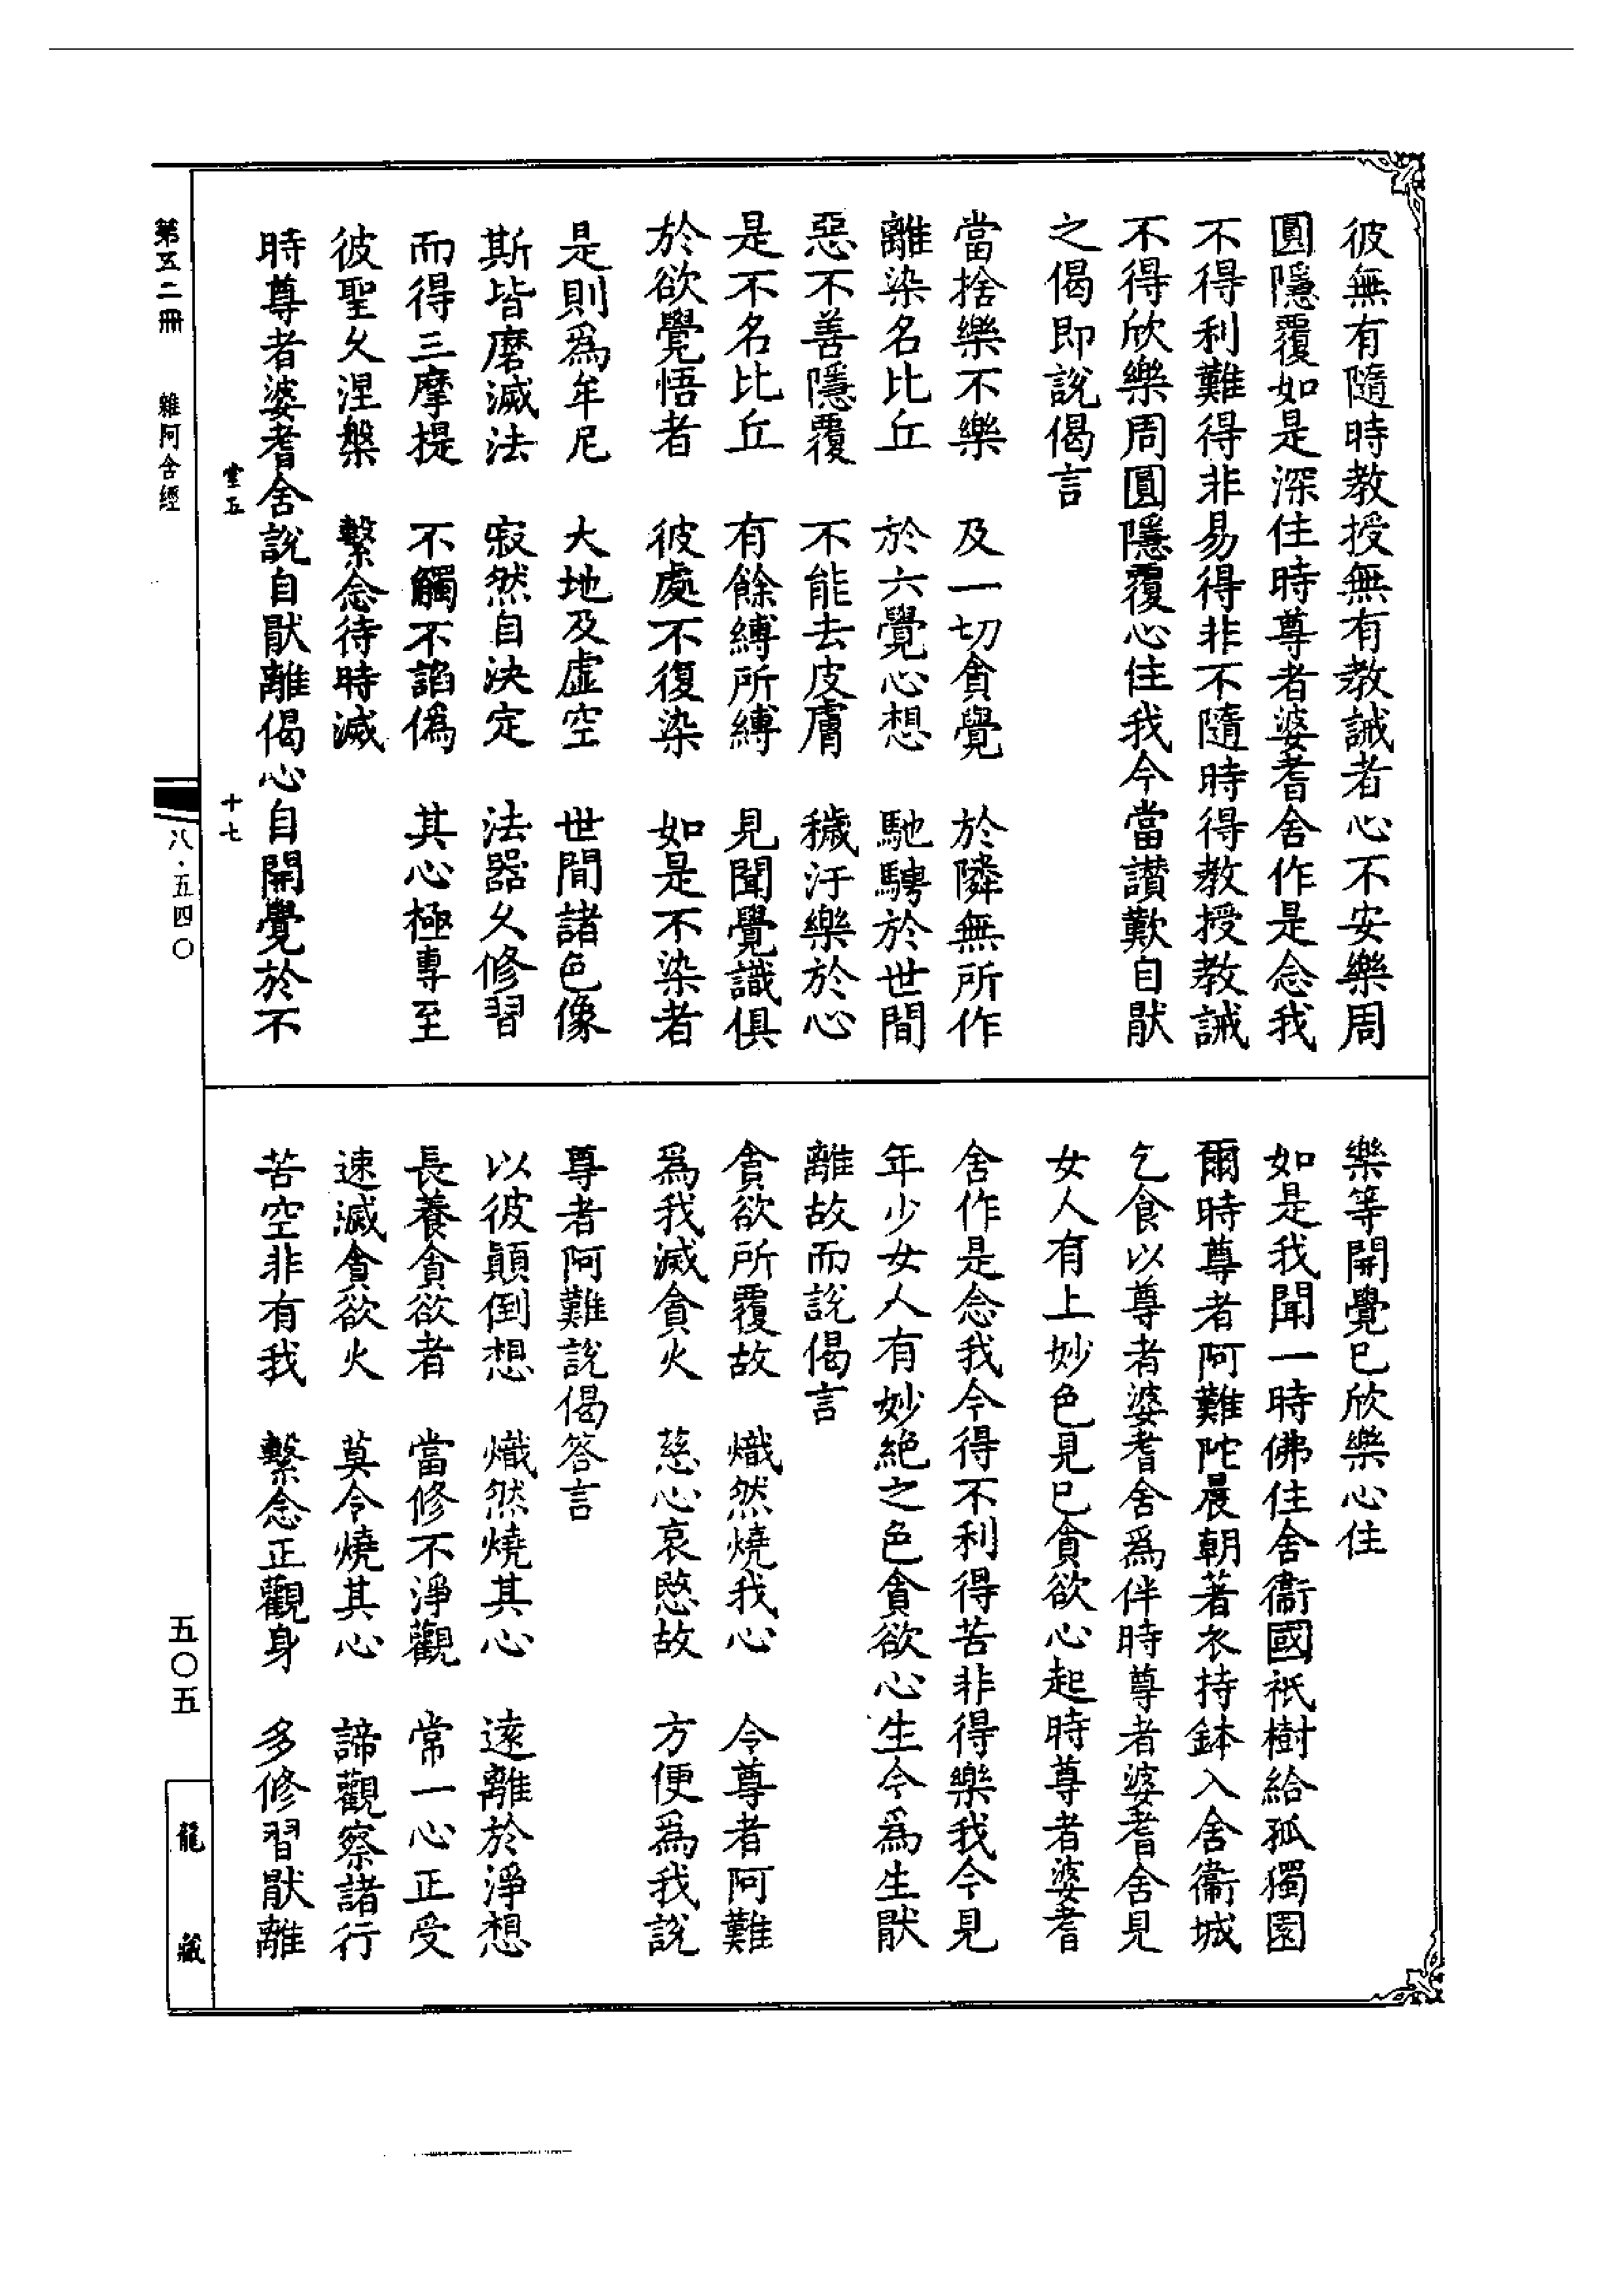 彼無有隨時教授無有教誡者心不安樂周
圓隱覆如是深住時尊者婆耆舍作是念我
不得利難得非易得非不隨時得教授教誡
不得欣樂周圓隱覆心住我今當讃歎自厭
之偈即說偈言
當捨樂不樂　及一切貪覺　於隣無所作
離染名比丘　於六覺心想　馳騁於世間
惡不善隱覆　不能去皮膚　穢汙樂於心
是不名比丘　有餘縛所縛　見聞覺識俱
於欲覺悟者　彼處不復染　如是不染者
是則爲牟尼　大地及虛空　世間諸色像
斯皆磨滅法　寂然自決定　法器久修習
而得三摩提　不觸不諂僞　其心極專至
彼聖久涅槃　繫念待時滅
時尊者婆耆舍說自厭離偈心自開覺於不
樂等開覺已欣樂心住
如是我聞一時佛住舍衞國祇樹給孤獨園
爾時尊者阿難陀晨朝著衣持鉢入舍衞城
乞食以尊者婆耆舍爲伴時尊者婆耆舍見
女人有上妙色見已貪欲心起時尊者婆耆
舍作是念我今得不利得苦非得樂我今見
年少女人有妙絕之色貪欲心生今爲生厭
離故而說偈言
貪欲所覆故　熾然燒我心　今尊者阿難
爲我滅貪火　慈心哀愍故　方便爲我說
尊者阿難說偈答言
以彼顚倒想　熾然燒其心　遠離於淨想
長養貪欲者　當修不淨觀　常一心正受
速滅貪欲火　莫令燒其心　諦觀察諸行
苦空非有我　繫念正觀身　多修習厭離
堂五　十七
第五二冊　雜阿含經　八·五四〇　五〇五　龍藏